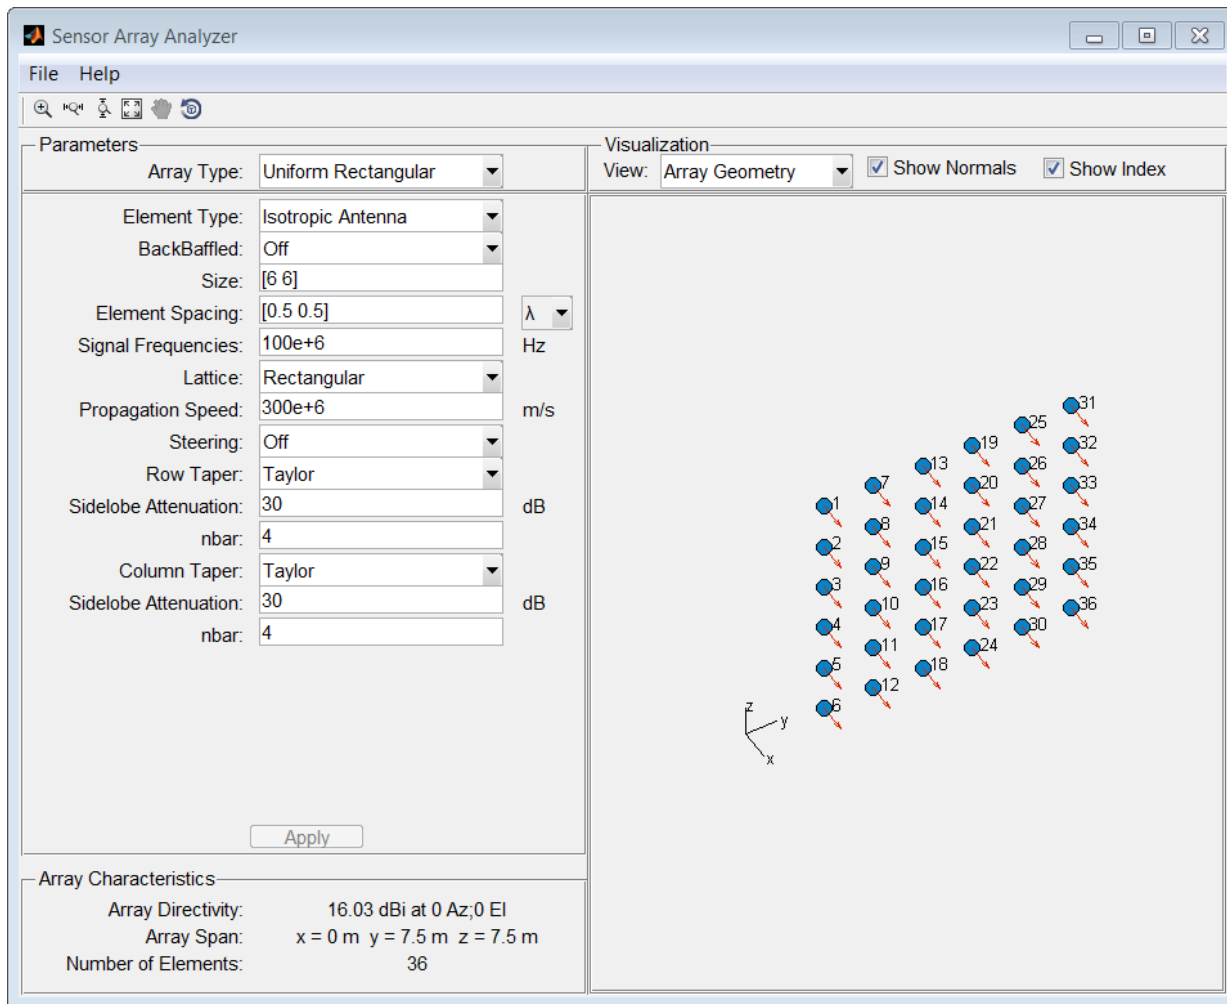 Sensor Array Analyzer
File Help
Parameters
Array Type: Uniform Rectangular
Element Type: Isotropic Antenna
BackBaffled: Off
Size: [6 6]
Element Spacing: [0.5 0.5] λ
Signal Frequencies: 100e+6 Hz
Lattice: Rectangular
Propagation Speed: 300e+6 m/s
Steering: Off
Row Taper: Taylor
Sidelobe Attenuation: 30 dB
nbar: 4
Column Taper: Taylor
Sidelobe Attenuation: 30 dB
nbar: 4
Apply
Array Characteristics
Array Directivity: 16.03 dBi at 0 Az;0 El
Array Span: x = 0 m y = 7.5 m z = 7.5 m
Number of Elements: 36
Visualization
View: Array Geometry Show Normals Show Index
1
2
3
4
5
6
7
8
9
10
11
12
13
14
15
16
17
18
19
20
21
22
23
24
25
26
27
28
29
30
31
32
33
34
35
36
z
y
x